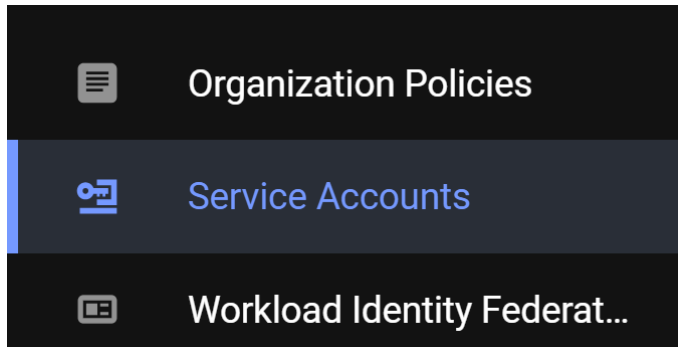 Organization Policies
Service Accounts
Workload Identity Federat...